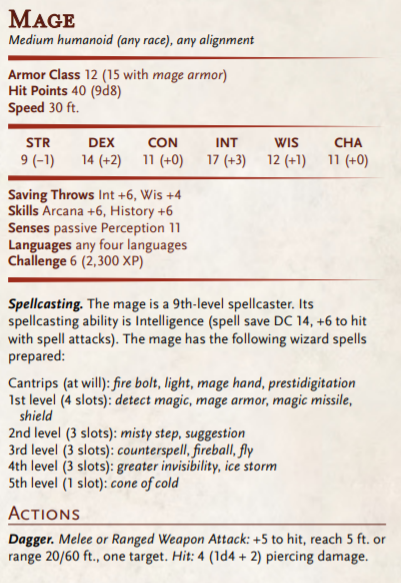 MAGE
Medium humanoid (any race), any alignment
Armor Class 12 (15 with mage armor)
Hit Points 40 (9d8)
Speed 30 ft.
STR DEX CON INT WIS CHA
9 (–1) 14 (+2) 11 (+0) 17 (+3) 12 (+1) 11 (+0)
Saving Throws Int +6, Wis +4
Skills Arcana +6, History +6
Senses passive Perception 11
Languages any four languages
Challenge 6 (2,300 XP)
Spellcasting. The mage is a 9th-level spellcaster. Its
spellcasting ability is Intelligence (spell save DC 14, +6 to hit
with spell attacks). The mage has the following wizard spells
prepared:
Cantrips (at will): fire bolt, light, mage hand, prestidigitation
1st level (4 slots): detect magic, mage armor, magic missile,
shield
2nd level (3 slots): misty step, suggestion
3rd level (3 slots): counterspell, fireball, fly
4th level (3 slots): greater invisibility, ice storm
5th level (1 slot): cone of cold
ACTIONS
Dagger. Melee or Ranged Weapon Attack: +5 to hit, reach 5 ft. or
range 20/60 ft., one target. Hit: 4 (1d4 + 2) piercing damage.